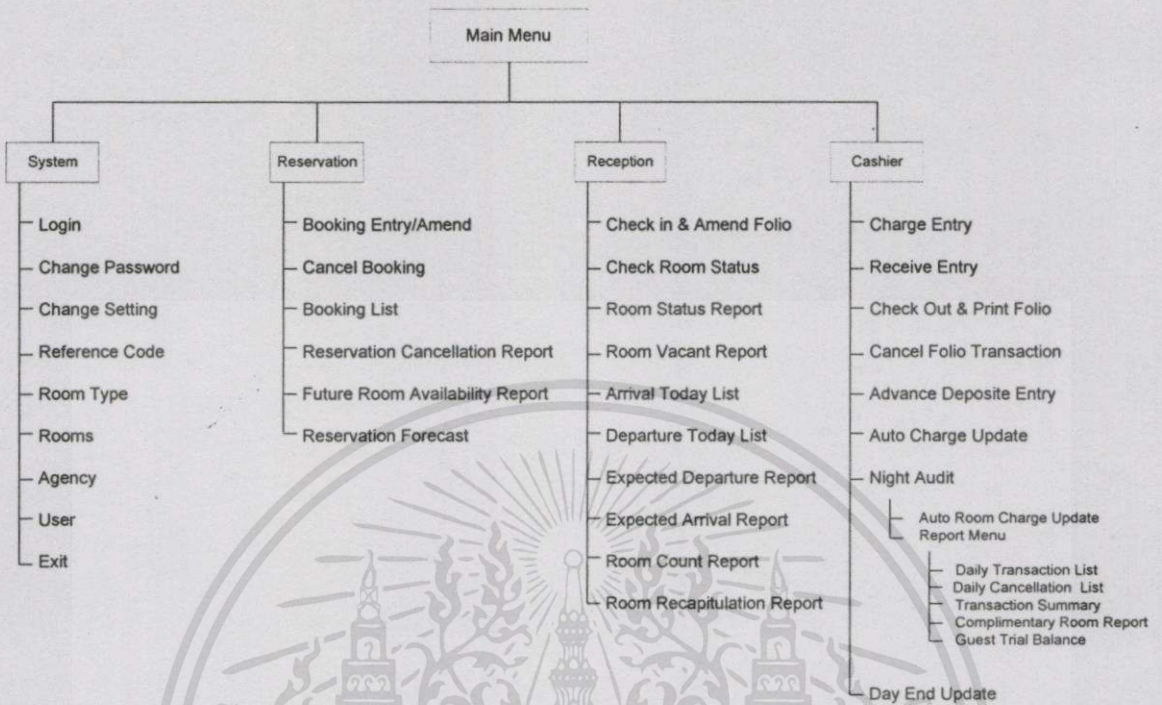 Main Menu
System
Login
Change Password
Change Setting
Reference Code
Room Type
Rooms
Agency
User
Exit
Reservation
Booking Entry/Amend
Cancel Booking
Booking List
Reservation Cancellation Report
Future Room Availability Report
Reservation Forecast
Reception
Check in & Amend Folio
Check Room Status
Room Status Report
Room Vacant Report
Arrival Today List
Departure Today List
Expected Departure Report
Expected Arrival Report
Room Count Report
Room Recapitulation Report
Cashier
Charge Entry
Receive Entry
Check Out & Print Folio
Cancel Folio Transaction
Advance Deposite Entry
Auto Charge Update
Night Audit
Auto Room Charge Update
Report Menu
Daily Transaction List
Daily Cancellation List
Transaction Summary
Complimentary Room Report
Guest Trial Balance
Day End Update